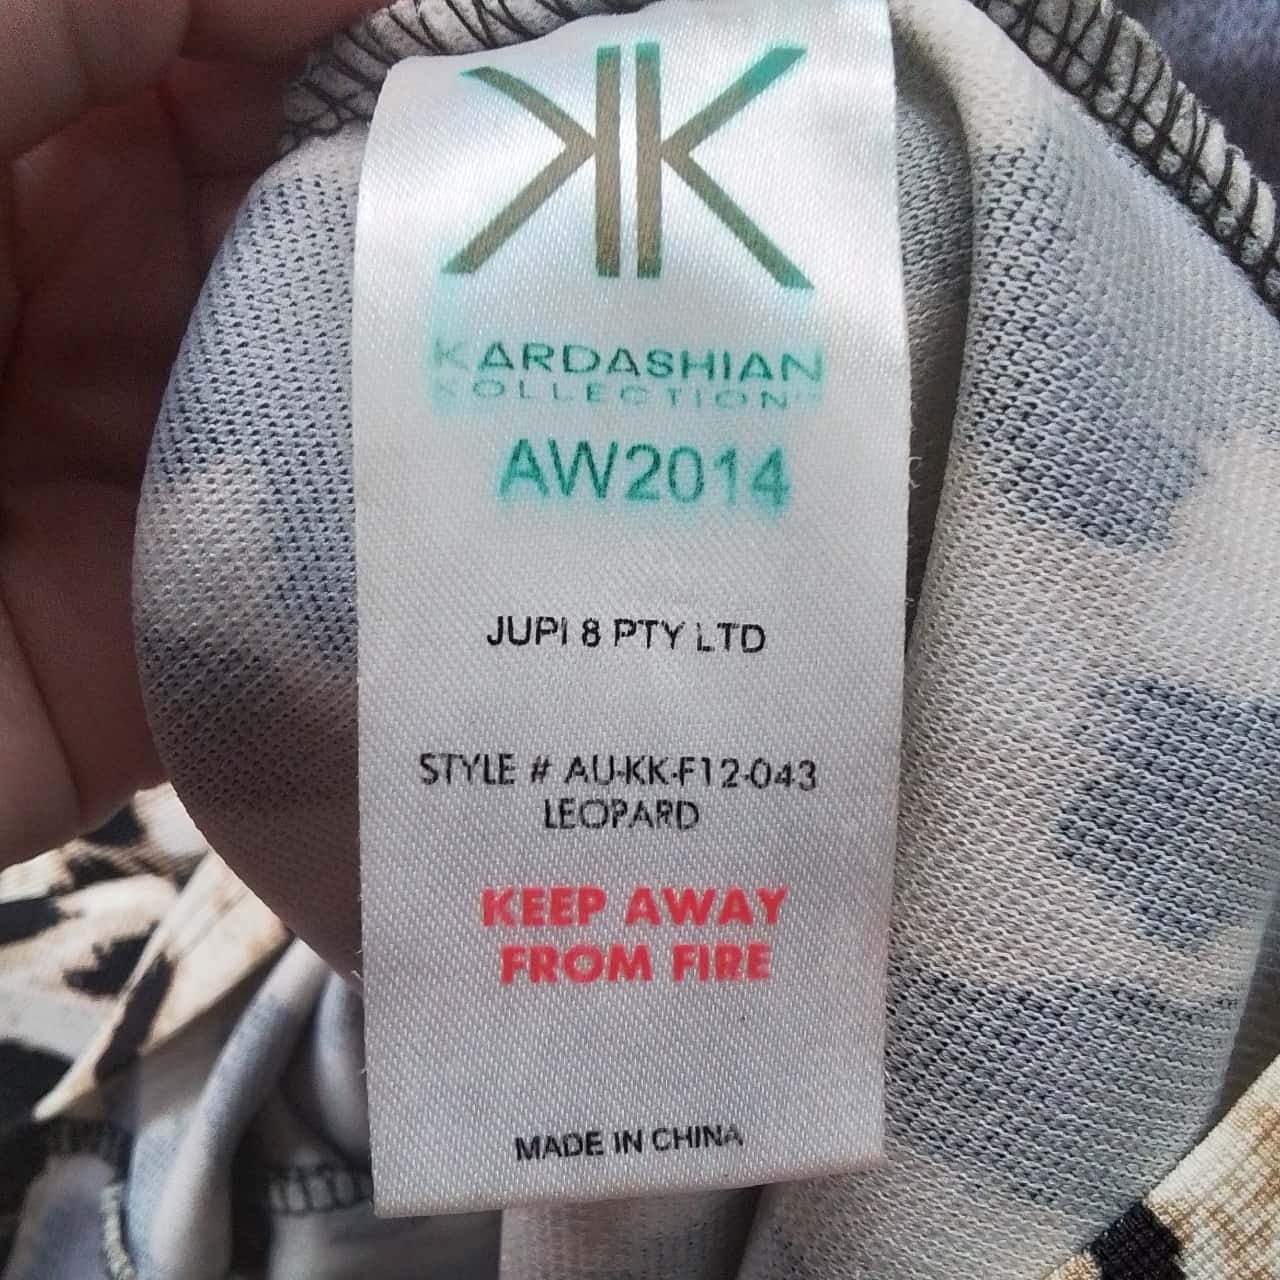 KK
KARDASHIAN
KOLLECTION
AW2014
JUPI 8 PTY LTD
STYLE # AU-KK-F12-043
LEOPARD
KEEP AWAY
FROM FIRE
MADE IN CHINA